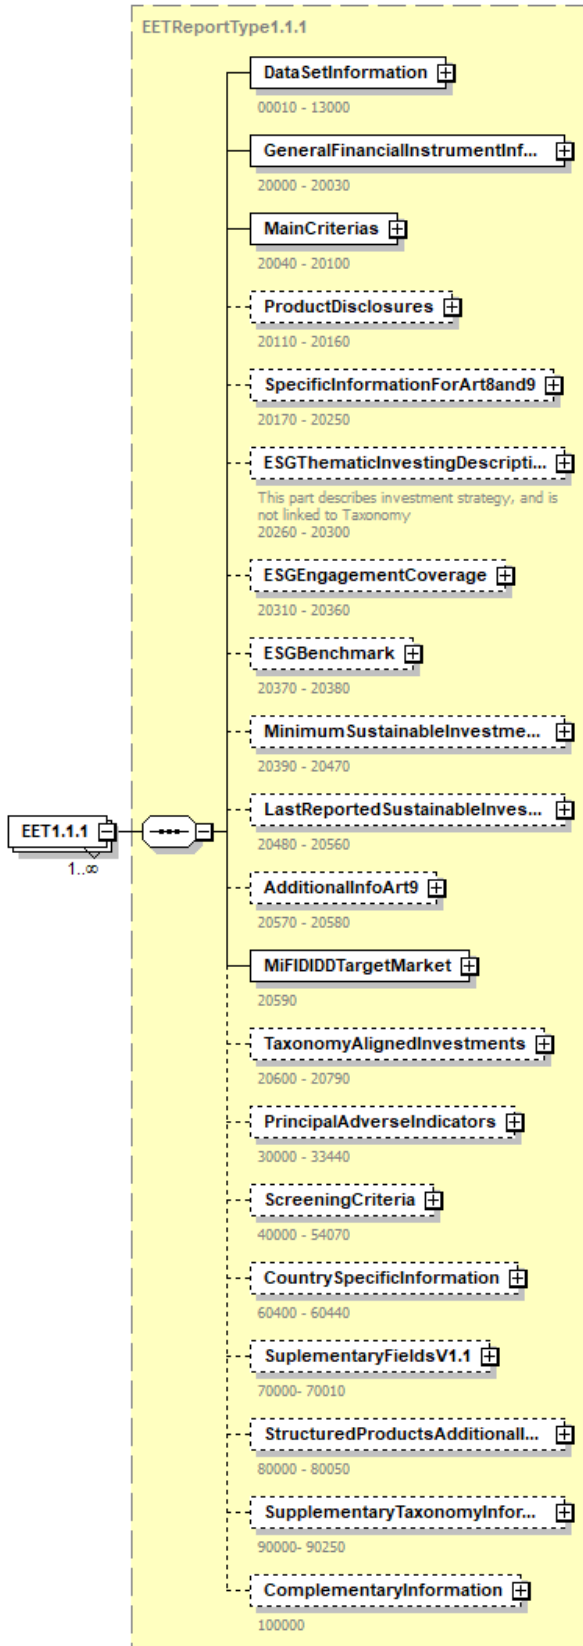 EETReportType1.1.1
DataSetInformation
00010 - 13000
GeneralFinancialInstrumentInf...
20000 - 20030
MainCriterias
20040 - 20100
ProductDisclosures
20110 - 20160
SpecificInformationForArt8and9
20170 - 20250
ESGThematicInvestingDescripti...
This part describes investment strategy, and is
not linked to Taxonomy
20260 - 20300
ESGEngagementCoverage
20310 - 20360
ESGBenchmark
20370 - 20380
MinimumSustainableInvestme...
20390 - 20470
LastReportedSustainableInves...
20480 - 20560
EET1.1.1
1..∞
AdditionalInfoArt9
20570 - 20580
MiFIDIDDTargetMarket
20590
TaxonomyAlignedInvestments
20600 - 20790
PrincipalAdverseIndicators
30000 - 33440
ScreeningCriteria
40000 - 54070
CountrySpecificInformation
60400 - 60440
SuplementaryFieldsV1.1
70000- 70010
StructuredProductsAdditionalI...
80000 - 80050
SupplementaryTaxonomyInfor...
90000- 90250
ComplementaryInformation
100000